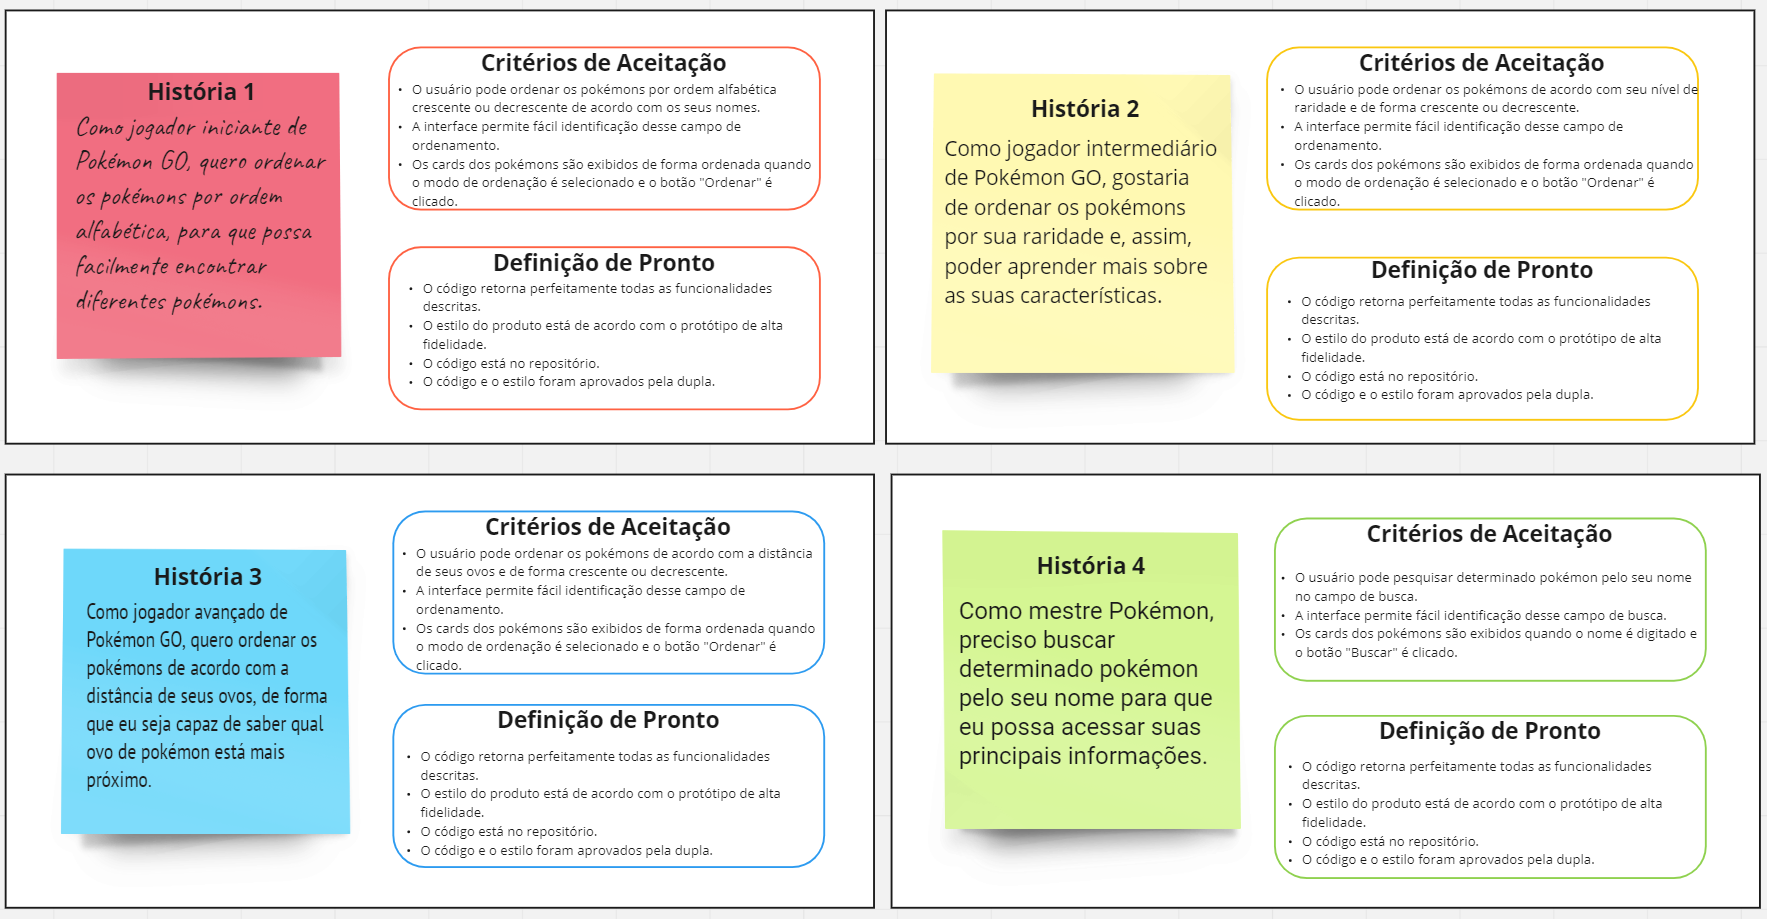 História 1
Como jogador iniciante de
Pokémon GO, quero ordenar
os pokémons por ordem
alfabética, para que possa
facilmente encontrar
diferentes pokémons.
Critérios de Aceitação
• O usuário pode ordenar os pokémons por ordem alfabética
crescente ou decrescente de acordo com os seus nomes.
• A interface permite fácil identificação desse campo de
ordenamento.
• Os cards dos pokémons são exibidos de forma ordenada quando
o modo de ordenação é selecionado e o botão "Ordenar" é
clicado.
Definição de Pronto
• O código retorna perfeitamente todas as funcionalidades
descritas.
• O estilo do produto está de acordo com o protótipo de alta
fidelidade.
• O código está no repositório.
• O código e o estilo foram aprovados pela dupla.
História 2
Como jogador intermediário
de Pokémon GO, gostaria
de ordenar os pokémons
por sua raridade e, assim,
poder aprender mais sobre
as suas características.
Critérios de Aceitação
• O usuário pode ordenar os pokémons de acordo com seu nível de
raridade e de forma crescente ou decrescente.
• A interface permite fácil identificação desse campo de
ordenamento.
• Os cards dos pokémons são exibidos de forma ordenada quando
o modo de ordenação é selecionado e o botão "Ordenar" é
clicado.
Definição de Pronto
• O código retorna perfeitamente todas as funcionalidades
descritas.
• O estilo do produto está de acordo com o protótipo de alta
fidelidade.
• O código está no repositório.
• O código e o estilo foram aprovados pela dupla.
História 3
Como jogador avançado de
Pokémon GO, quero ordenar os
pokémons de acordo com a
distância de seus ovos, de forma
que eu seja capaz de saber qual
ovo de pokémon está mais
próximo.
Critérios de Aceitação
• O usuário pode ordenar os pokémons de acordo com a distância
de seus ovos e de forma crescente ou decrescente.
• A interface permite fácil identificação desse campo de
ordenamento.
• Os cards dos pokémons são exibidos de forma ordenada quando
o modo de ordenação é selecionado e o botão "Ordenar" é
clicado.
Definição de Pronto
• O código retorna perfeitamente todas as funcionalidades
descritas.
• O estilo do produto está de acordo com o protótipo de alta
fidelidade.
• O código está no repositório.
• O código e o estilo foram aprovados pela dupla.
História 4
Como mestre Pokémon,
preciso buscar
determinado pokémon
pelo seu nome para que
eu possa acessar suas
principais informações.
Critérios de Aceitação
• O usuário pode pesquisar determinado pokémon pelo seu nome
no campo de busca.
• A interface permite fácil identificação desse campo de busca.
• Os cards dos pokémons são exibidos quando o nome é digitado e
o botão "Buscar" é clicado.
Definição de Pronto
• O código retorna perfeitamente todas as funcionalidades
descritas.
• O estilo do produto está de acordo com o protótipo de alta
fidelidade.
• O código está no repositório.
• O código e o estilo foram aprovados pela dupla.